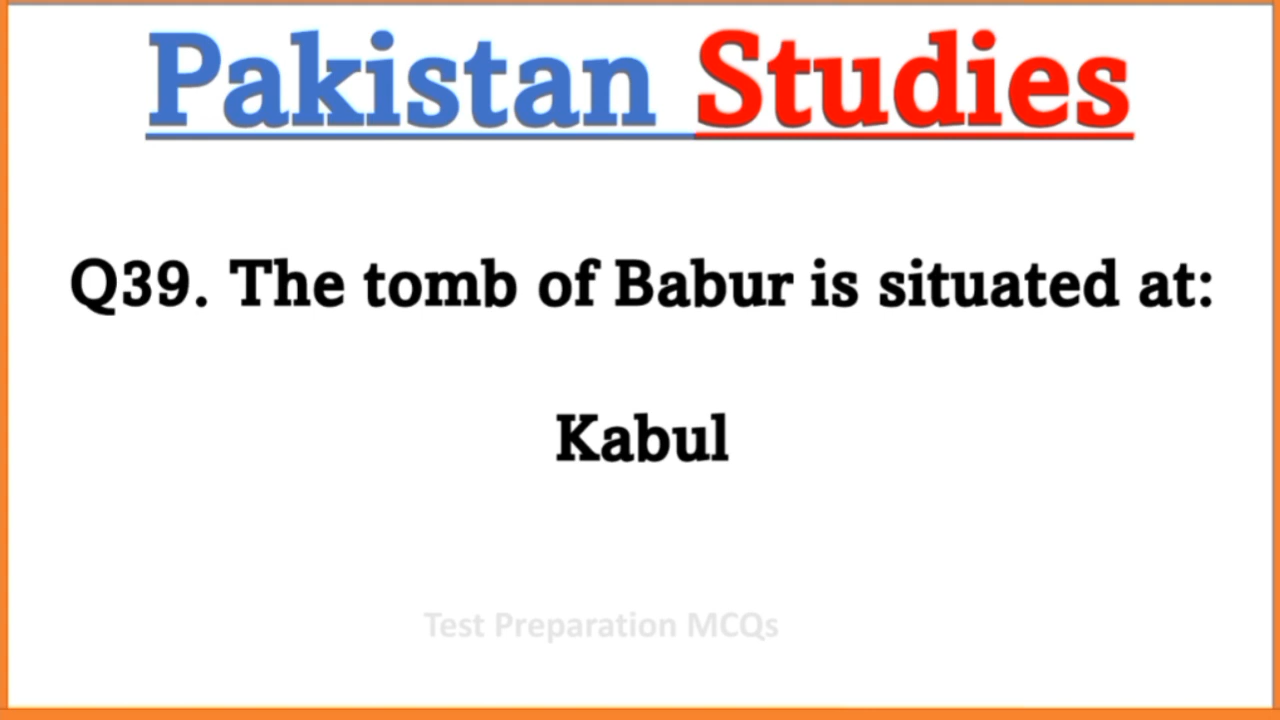 Pakistan Studies
Q39. The tomb of Babur is situated at:
Kabul
Test Preparation MCQs